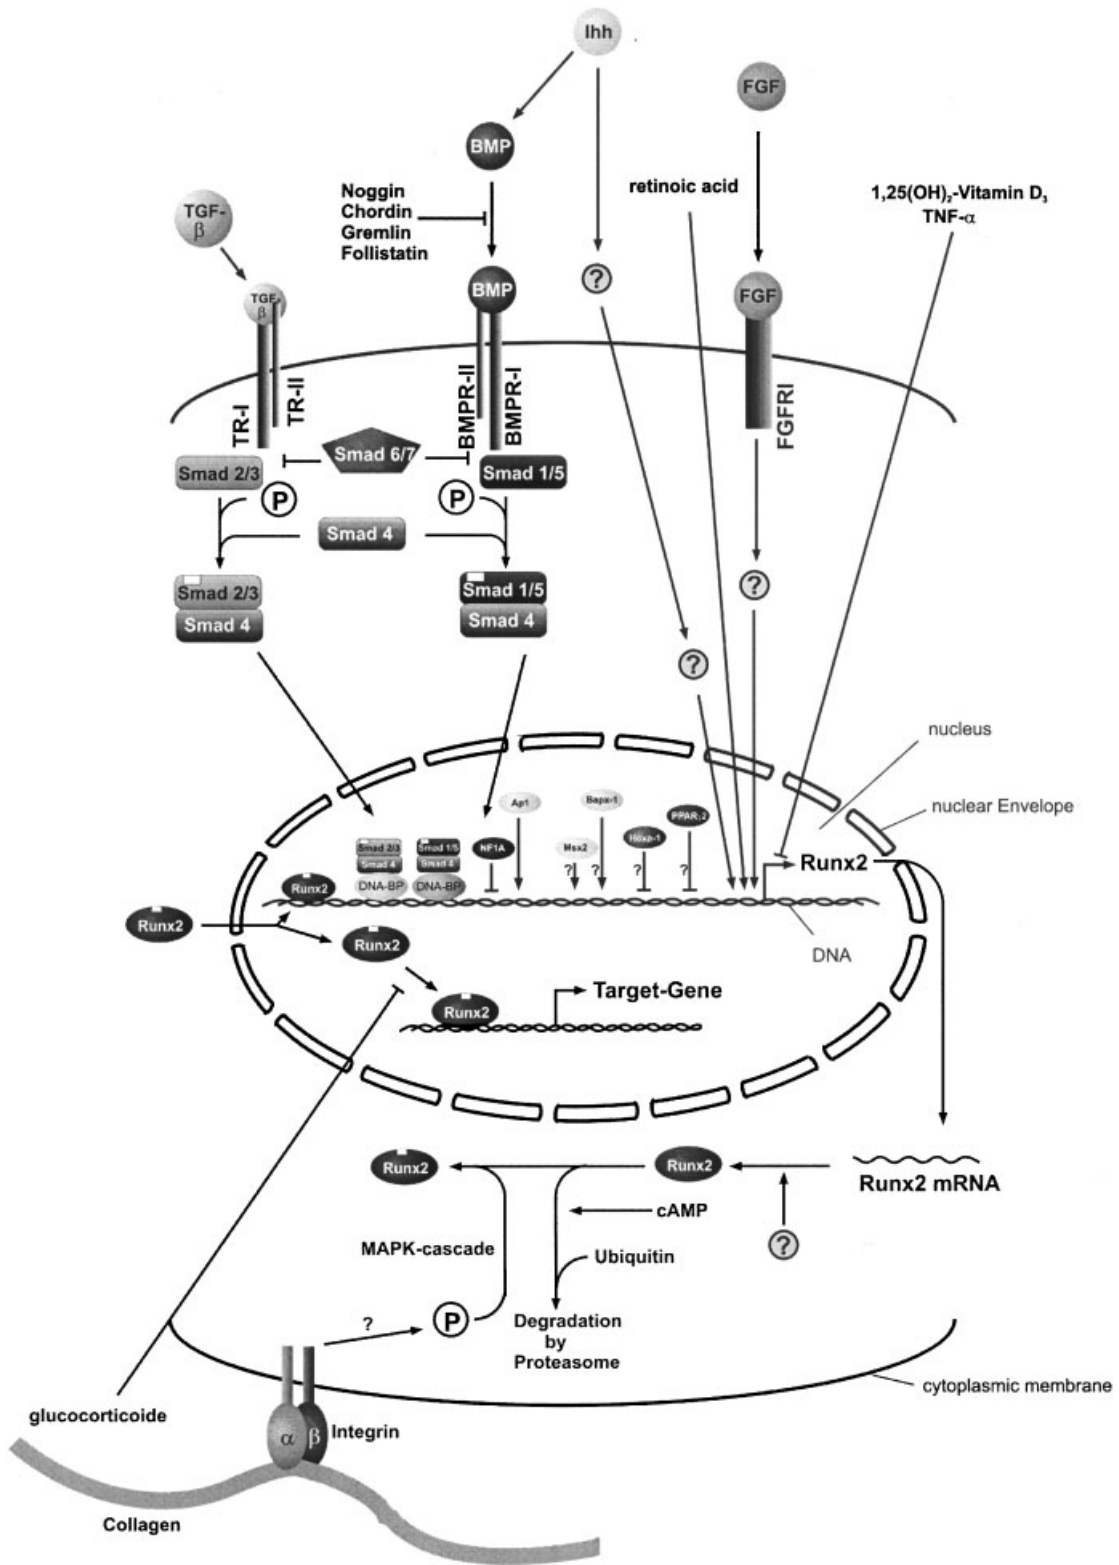 Ihh
FGF
BMP
Noggin
Chordin
Gremlin
Follistatin
retinoic acid
1,25(OH)₂-Vitamin D₃
TNF-α
TGF-
β
?
TGF-
β
BMP
FGF
TR-I
TR-II
BMPR-II
BMPR-I
FGFRI
Smad 6/7
Smad 2/3
Smad 1/5
P
P
Smad 4
Smad 2/3
Smad 4
Smad 1/5
Smad 4
?
?
nucleus
nuclear Envelope
Ap1
Bapx-1
PPARγ2
Msx2
Hoxa-1
NF1A
Smad 2/3
Smad 4
DNA-BP
Smad 1/5
Smad 4
DNA-BP
? ? ? ?
Runx2
Runx2
Runx2
Runx2
DNA
Target-Gene
Runx2
Runx2
Runx2
Runx2 mRNA
cAMP
MAPK-cascade
Ubiquitin
?
?
P
Degradation
by
Proteasome
cytoplasmic membrane
glucocorticoide
α β
Integrin
Collagen